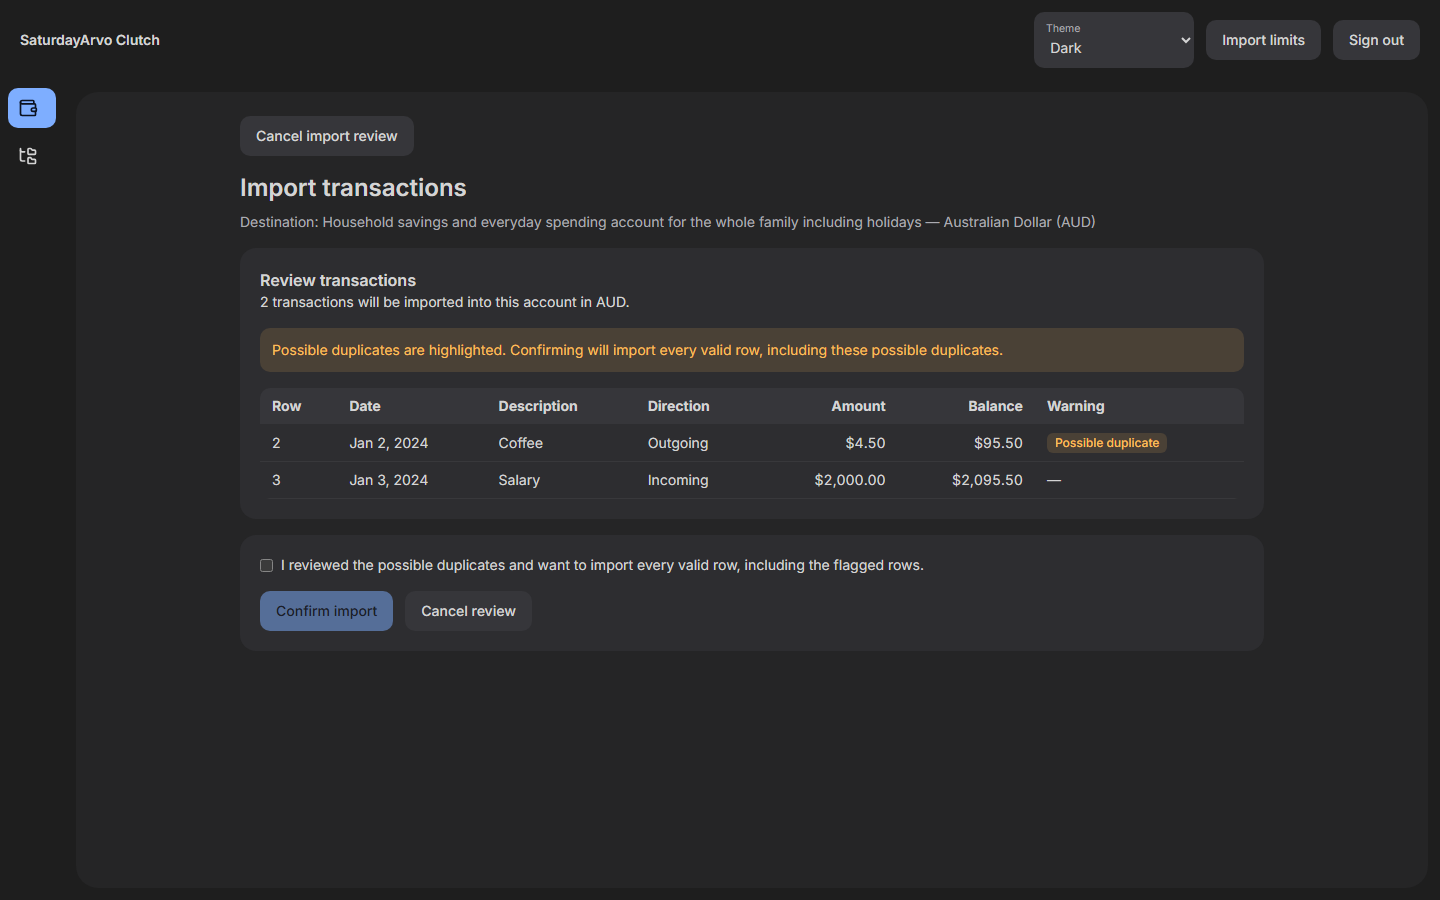 SaturdayArvo Clutch
Theme
Dark
Import limits
Sign out
Cancel import review
Import transactions
Destination: Household savings and everyday spending account for the whole family including holidays — Australian Dollar (AUD)
Review transactions
2 transactions will be imported into this account in AUD.
Possible duplicates are highlighted. Confirming will import every valid row, including these possible duplicates.
Row Date Description Direction Amount Balance Warning
2 Jan 2, 2024 Coffee Outgoing $4.50 $95.50 Possible duplicate
3 Jan 3, 2024 Salary Incoming $2,000.00 $2,095.50 —
I reviewed the possible duplicates and want to import every valid row, including the flagged rows.
Confirm import Cancel review